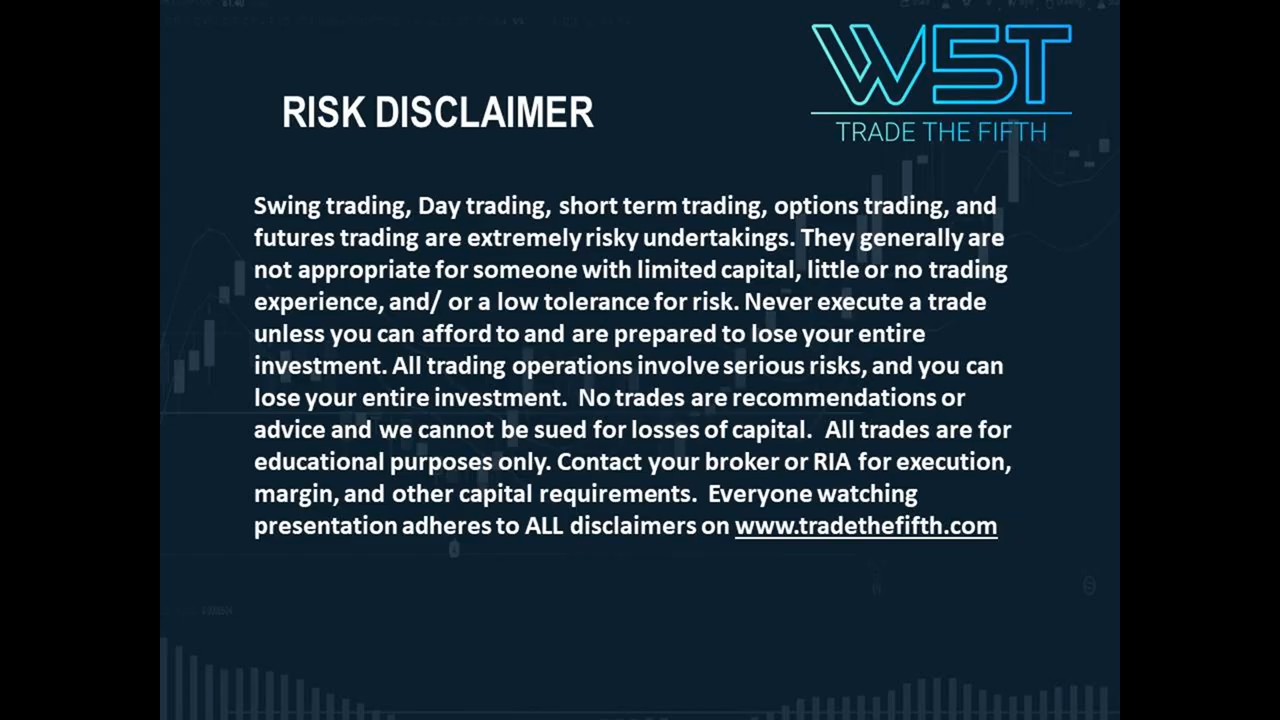 W5T
TRADE THE FIFTH
RISK DISCLAIMER
Swing trading, Day trading, short term trading, options trading, and
futures trading are extremely risky undertakings. They generally are
not appropriate for someone with limited capital, little or no trading
experience, and/ or a low tolerance for risk. Never execute a trade
unless you can afford to and are prepared to lose your entire
investment. All trading operations involve serious risks, and you can
lose your entire investment.  No trades are recommendations or
advice and we cannot be sued for losses of capital.  All trades are for
educational purposes only. Contact your broker or RIA for execution,
margin, and other capital requirements.  Everyone watching
presentation adheres to ALL disclaimers on www.tradethefifth.com